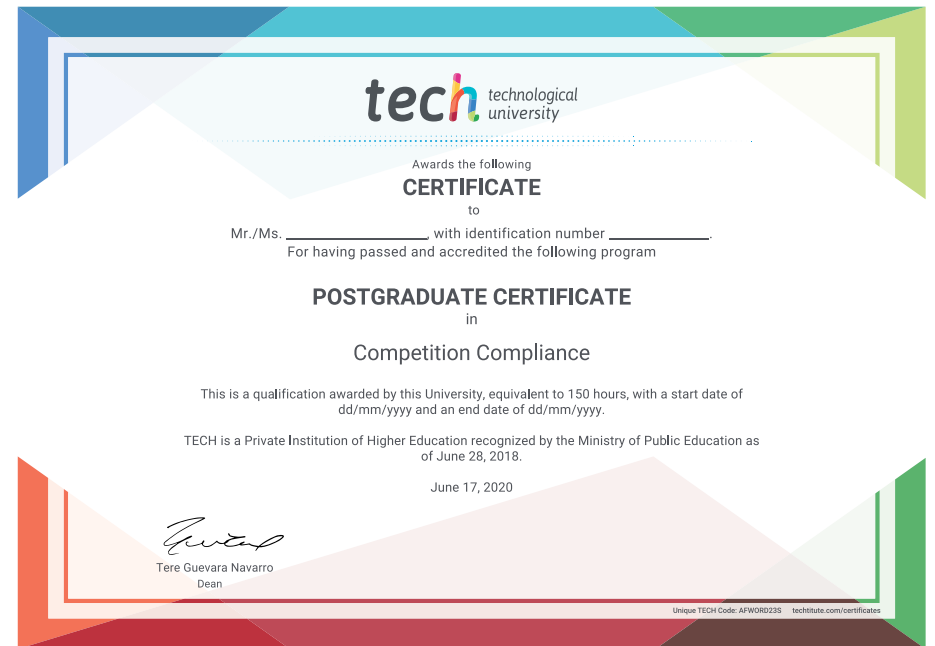 tech technological
university
Awards the following
CERTIFICATE
to
Mr./Ms. ____________________, with identification number ______________.
For having passed and accredited the following program
POSTGRADUATE CERTIFICATE
in
Competition Compliance
This is a qualification awarded by this University, equivalent to 150 hours, with a start date of
dd/mm/yyyy and an end date of dd/mm/yyyy.
TECH is a Private Institution of Higher Education recognized by the Ministry of Public Education as
of June 28, 2018.
June 17, 2020
Tere Guevara Navarro
Dean
Unique TECH Code: AFWORD23S techtitute.com/certificates